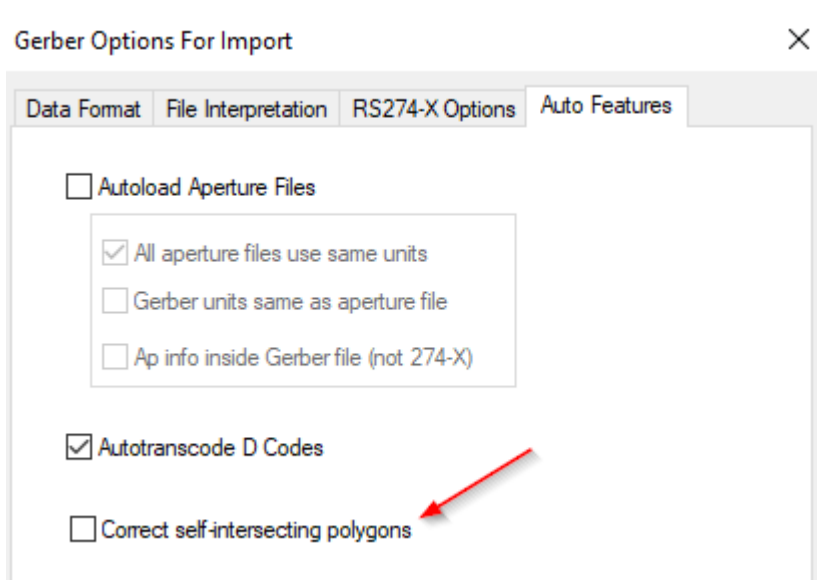 Gerber Options For Import
Data Format File Interpretation RS274-X Options Auto Features
Autoload Aperture Files
All aperture files use same units
Gerber units same as aperture file
Ap info inside Gerber file (not 274-X)
Autotranscode D Codes
Correct self-intersecting polygons